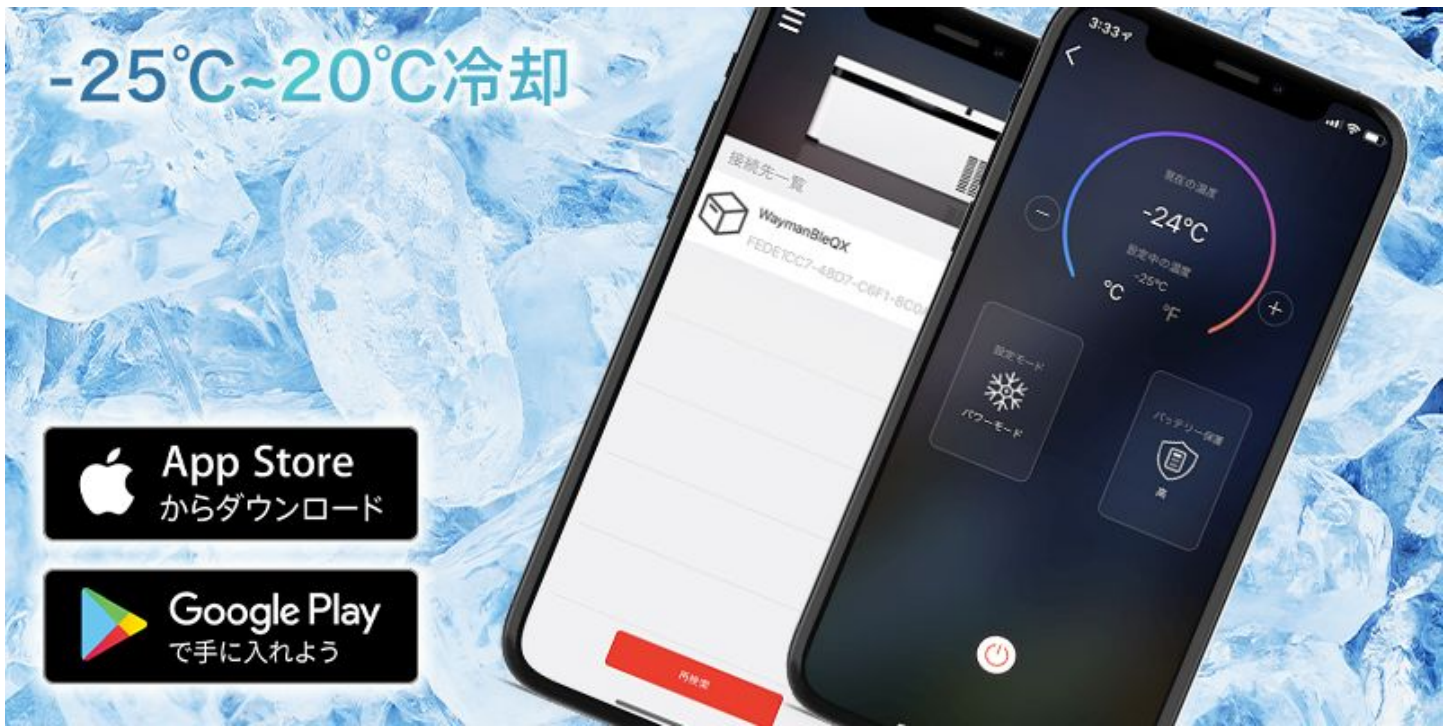 -25℃~20℃冷却
App Store
からダウンロード
Google Play
で手に入れよう
接続先一覧
WaymanBleQX
FEDE1CC7-48D7-C6F1-8C0
再検索
3:33
現在の温度
-24℃
設定中の温度
-25℃
℃
℉
設定モード
パワーモード
バッテリー保護
高